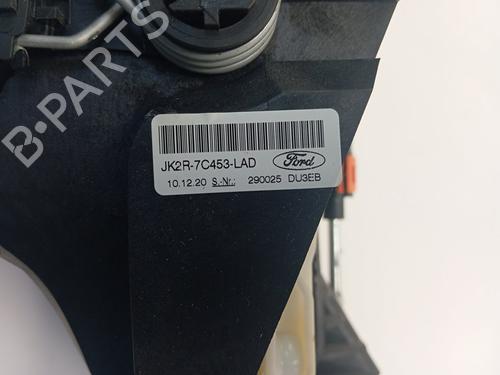 B-PARTS
JK2R-7C453-LAD Ford
10.12.20 S.-Nr.: 290025 DU3EB